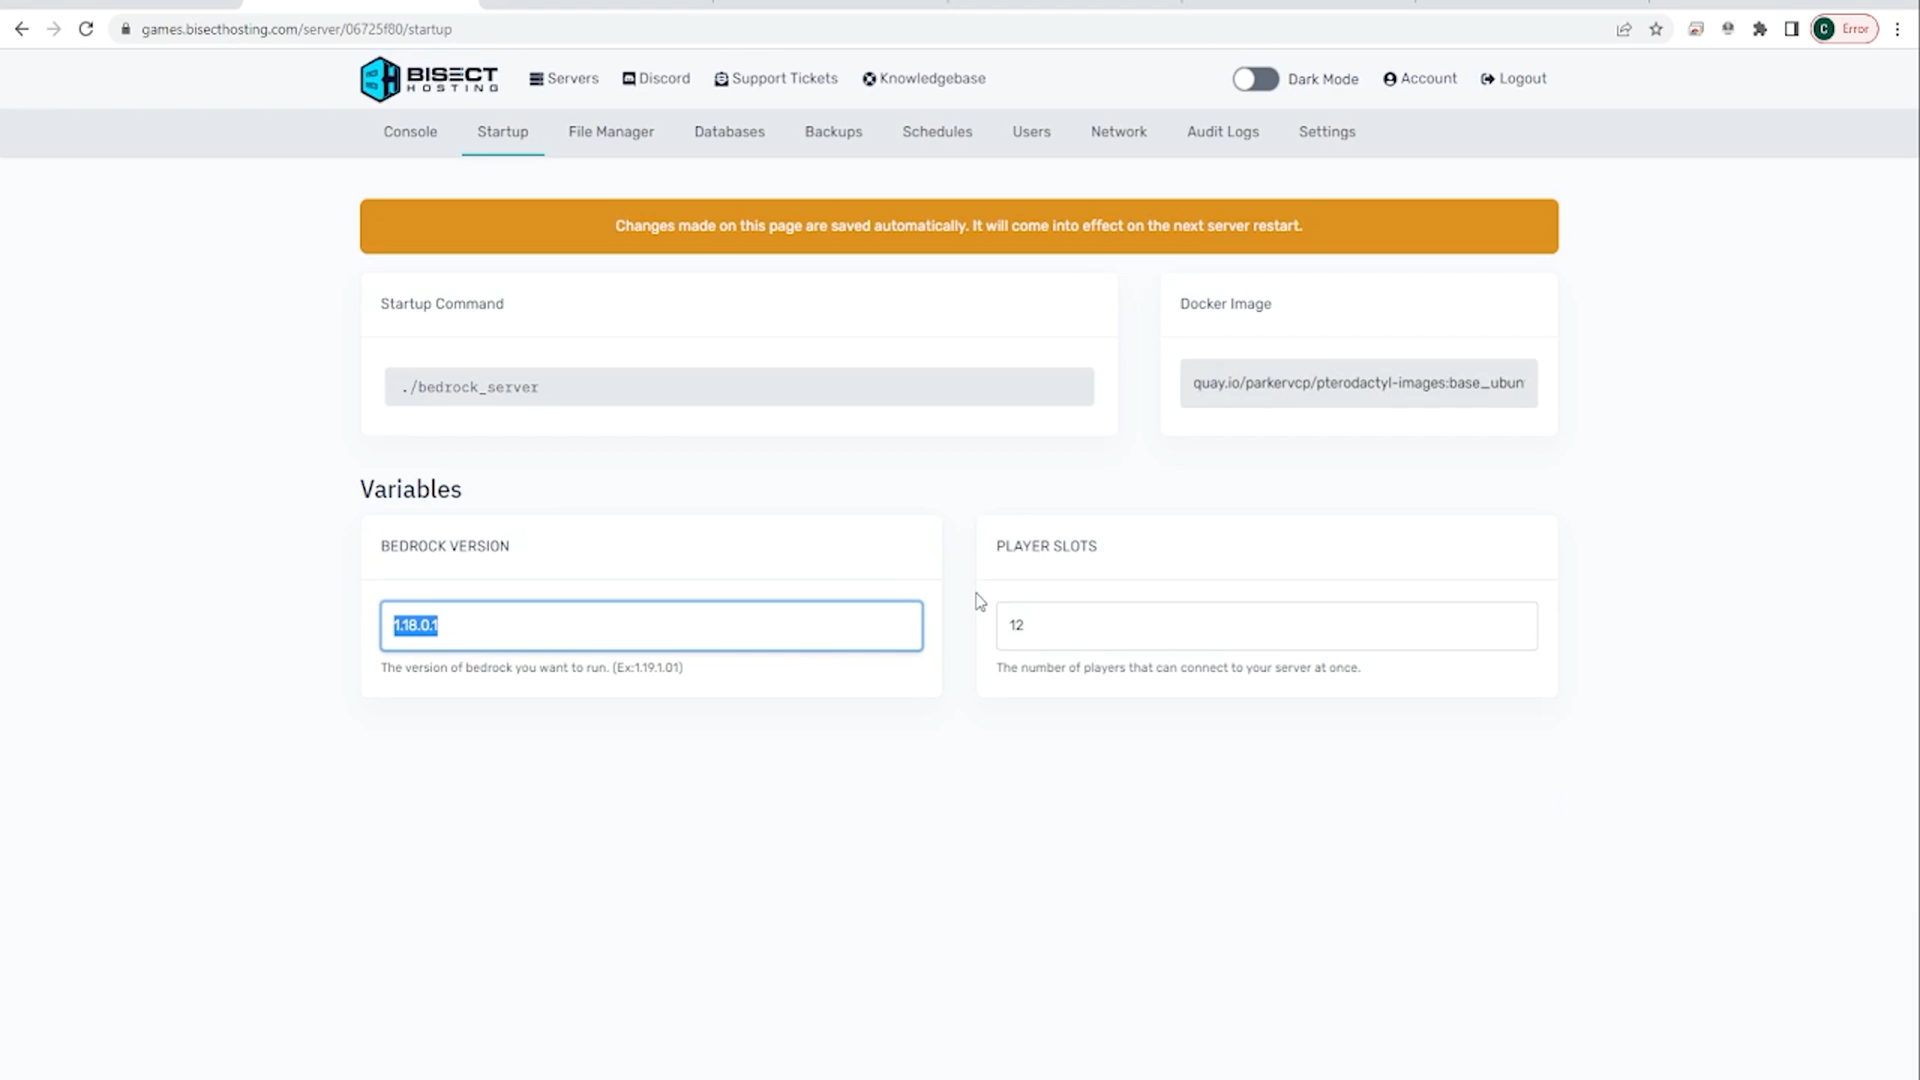 games.bisecthosting.com/server/06725f80/startup
C Error
BISECT HOSTING Servers Discord Support Tickets Knowledgebase Dark Mode Account Logout
Console Startup File Manager Databases Backups Schedules Users Network Audit Logs Settings
Changes made on this page are saved automatically. It will come into effect on the next server restart.
Startup Command
./bedrock_server
Docker Image
quay.io/parkervcp/pterodactyl-images:base_ubun
Variables
BEDROCK VERSION
1.18.0.1
The version of bedrock you want to run. (Ex:1.19.1.01)
PLAYER SLOTS
12
The number of players that can connect to your server at once.